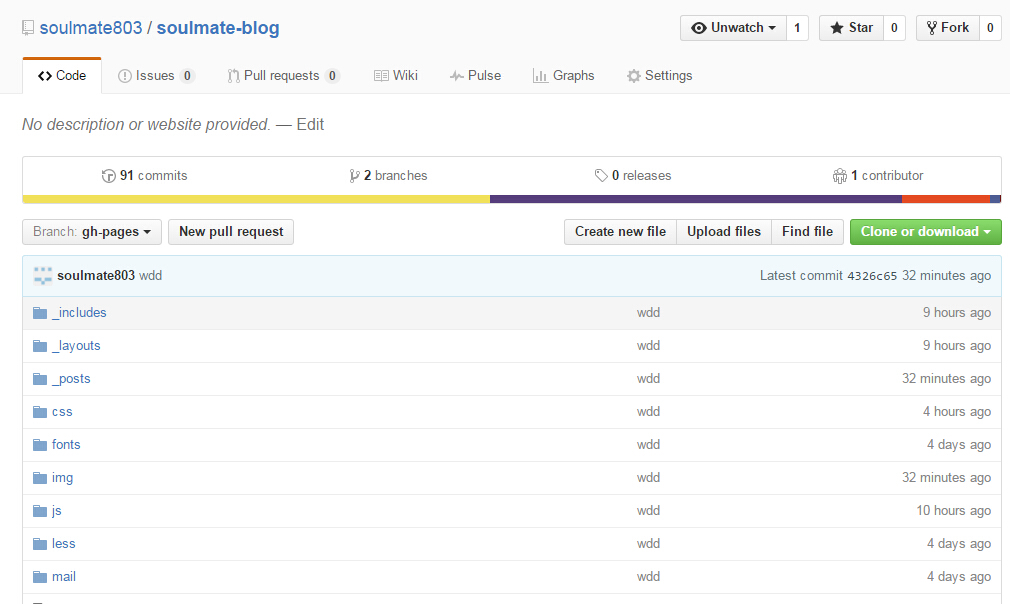 soulmate803 / soulmate-blog
Unwatch 1 Star 0 Fork 0
Code Issues 0 Pull requests 0 Wiki Pulse Graphs Settings
No description or website provided. — Edit
91 commits 2 branches 0 releases 1 contributor
Branch: gh-pages New pull request Create new file Upload files Find file Clone or download
soulmate803 wdd Latest commit 4326c65 32 minutes ago
_includes wdd 9 hours ago
_layouts wdd 9 hours ago
_posts wdd 32 minutes ago
css wdd 4 hours ago
fonts wdd 4 days ago
img wdd 32 minutes ago
js wdd 10 hours ago
less wdd 4 days ago
mail wdd 4 days ago